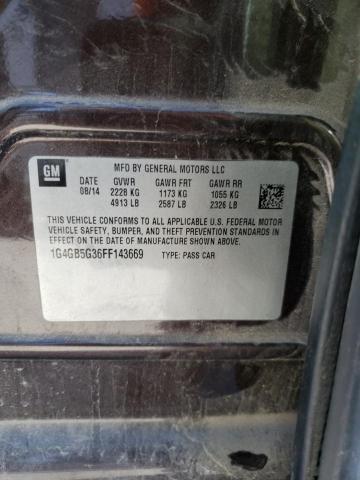 GM
MFD BY GENERAL MOTORS LLC
DATE GVWR GAWR FRT GAWR RR
08/14 2228 KG 1173 KG 1055 KG
4913 LB 2587 LB 2326 LB
THIS VEHICLE CONFORMS TO ALL APPLICABLE U.S. FEDERAL MOTOR
VEHICLE SAFETY, BUMPER, AND THEFT PREVENTION STANDARDS
IN EFFECT ON THE DATE OF MANUFACTURE SHOWN ABOVE.
1G4GB5G36FF143669 TYPE: PASS CAR